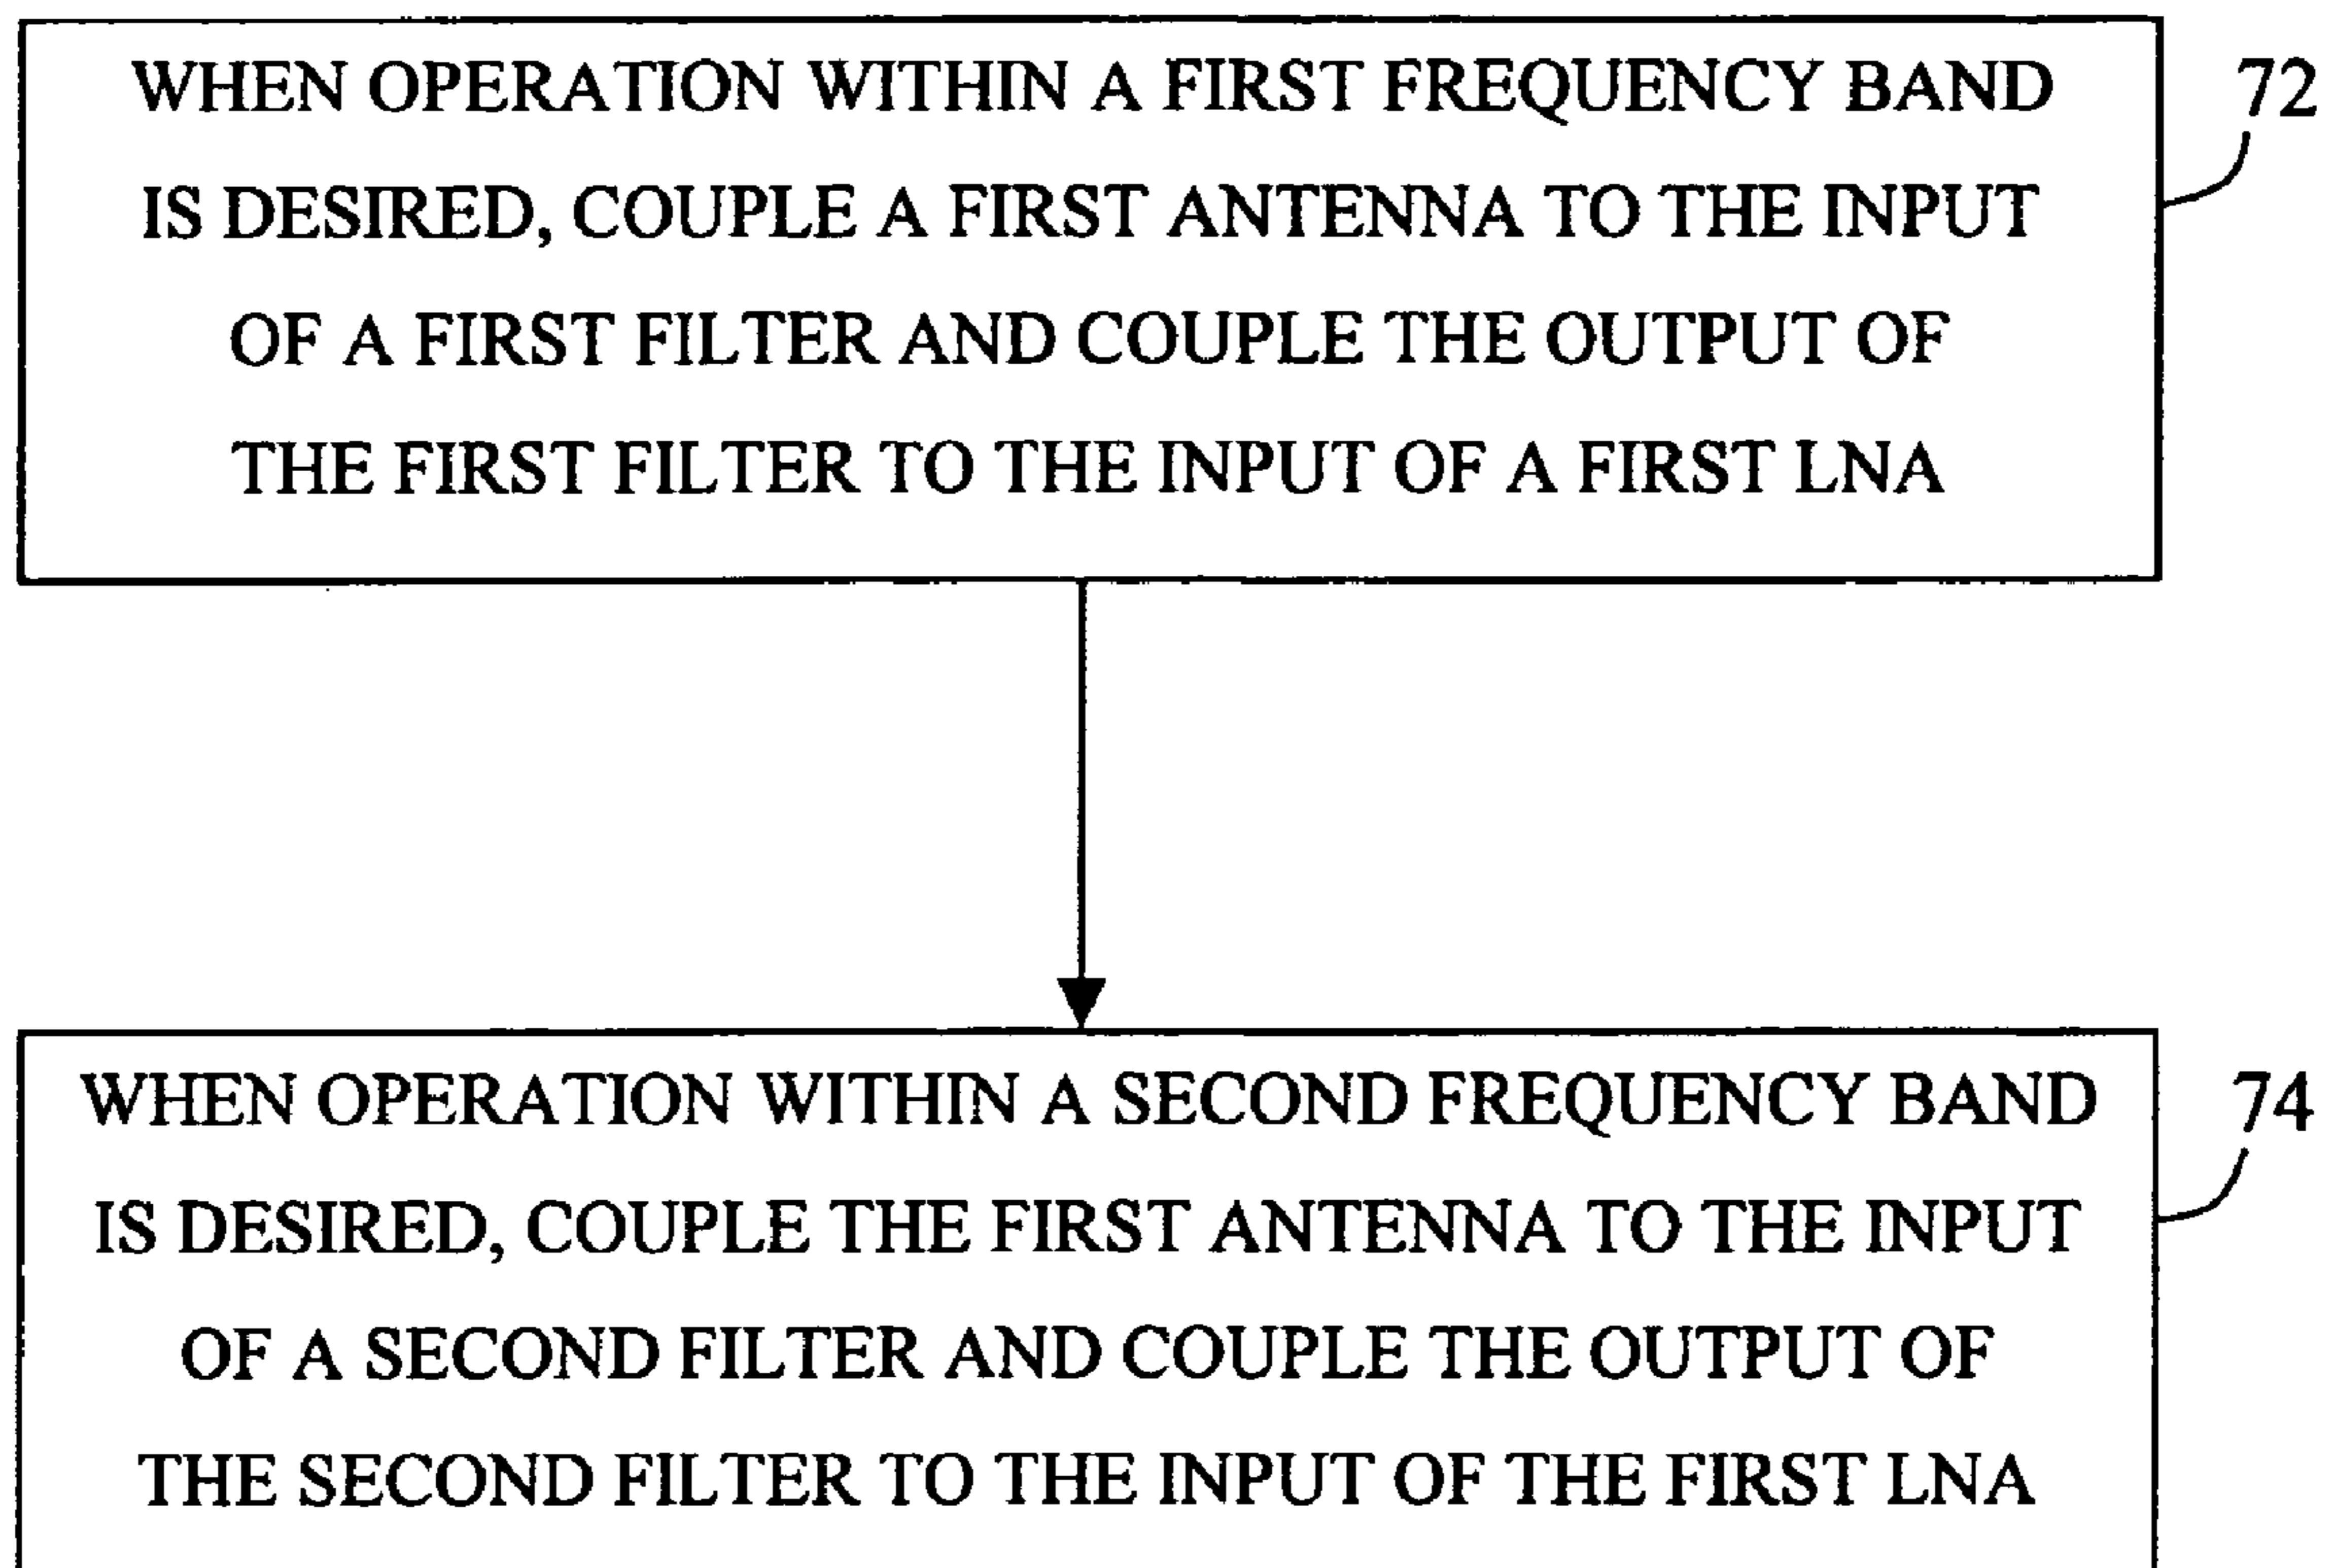 WHEN OPERATION WITHIN A FIRST FREQUENCY BAND
IS DESIRED, COUPLE A FIRST ANTENNA TO THE INPUT
OF A FIRST FILTER AND COUPLE THE OUTPUT OF
THE FIRST FILTER TO THE INPUT OF A FIRST LNA
72
WHEN OPERATION WITHIN A SECOND FREQUENCY BAND
IS DESIRED, COUPLE THE FIRST ANTENNA TO THE INPUT
OF A SECOND FILTER AND COUPLE THE OUTPUT OF
THE SECOND FILTER TO THE INPUT OF THE FIRST LNA
74